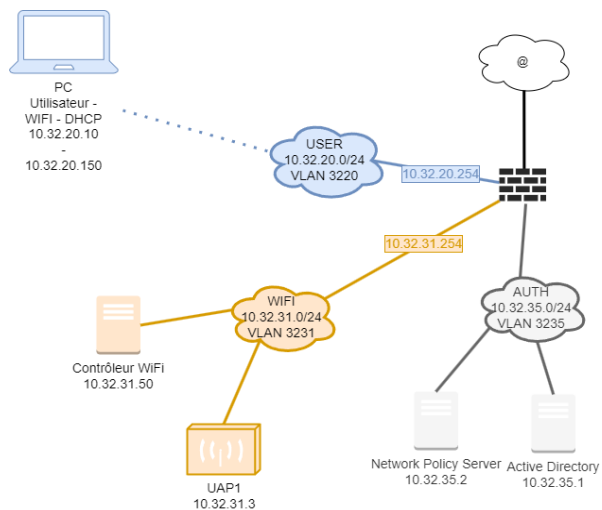 PC
Utilisateur -
WIFI - DHCP
10.32.20.10
-
10.32.20.150
@
USER
10.32.20.0/24
VLAN 3220
10.32.20.254
10.32.31.254
WIFI
10.32.31.0/24
VLAN 3231
AUTH
10.32.35.0/24
VLAN 3235
Contrôleur WiFi
10.32.31.50
UAP1
10.32.31.3
Network Policy Server
10.32.35.2
Active Directory
10.32.35.1